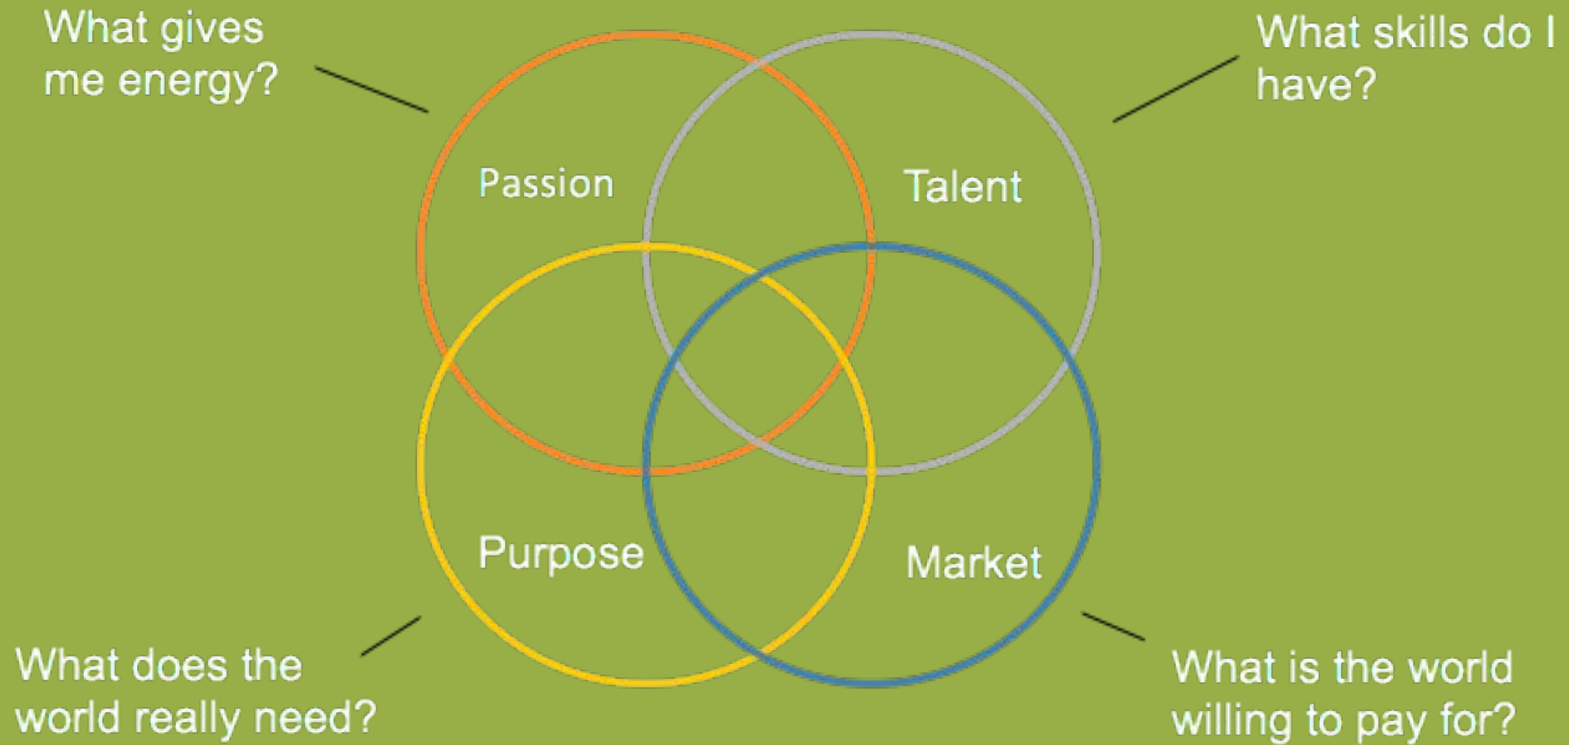 What gives
me energy?
What skills do I
have?
Passion
Talent
Purpose
Market
What does the
world really need?
What is the world
willing to pay for?